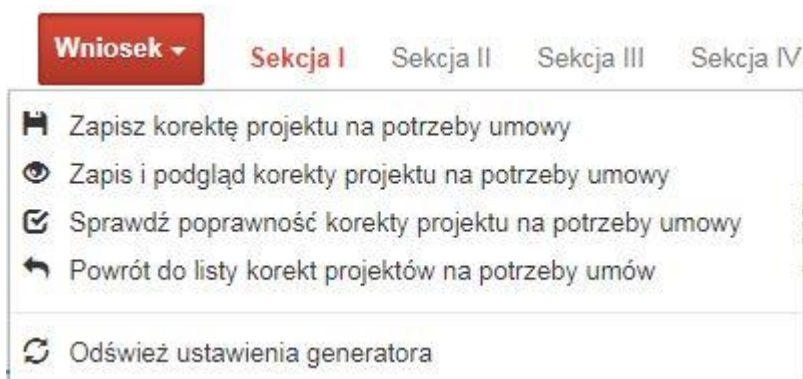 Wniosek Sekcja I Sekcja II Sekcja III Sekcja IV
Zapisz korektę projektu na potrzeby umowy
Zapis i podgląd korekty projektu na potrzeby umowy
Sprawdź poprawność korekty projektu na potrzeby umowy
Powrót do listy korekt projektów na potrzeby umów
Odśwież ustawienia generatora